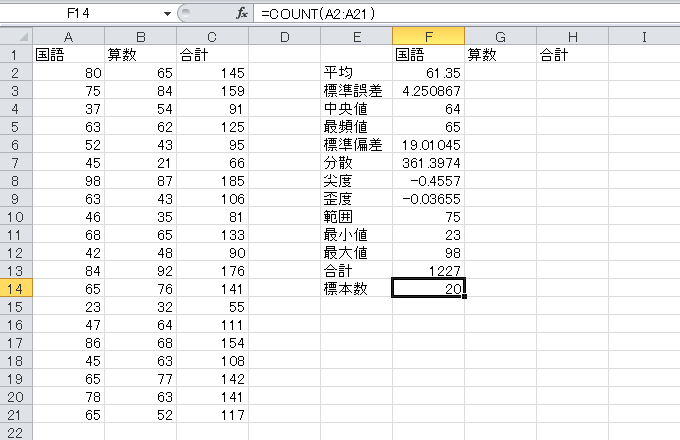 F14 fx =COUNT(A2:A21)
A B C D E F G H I
1 国語 算数 合計 国語 算数 合計
2 80 65 145 平均 61.35
3 75 84 159 標準誤差 4.250867
4 37 54 91 中央値 64
5 63 62 125 最頻値 65
6 52 43 95 標準偏差 19.01045
7 45 21 66 分散 361.3974
8 98 87 185 尖度 -0.4557
9 63 43 106 歪度 -0.03655
10 46 35 81 範囲 75
11 68 65 133 最小値 23
12 42 48 90 最大値 98
13 84 92 176 合計 1227
14 65 76 141 標本数 20
15 23 32 55
16 47 64 111
17 86 68 154
18 45 63 108
19 65 77 142
20 78 63 141
21 65 52 117
22